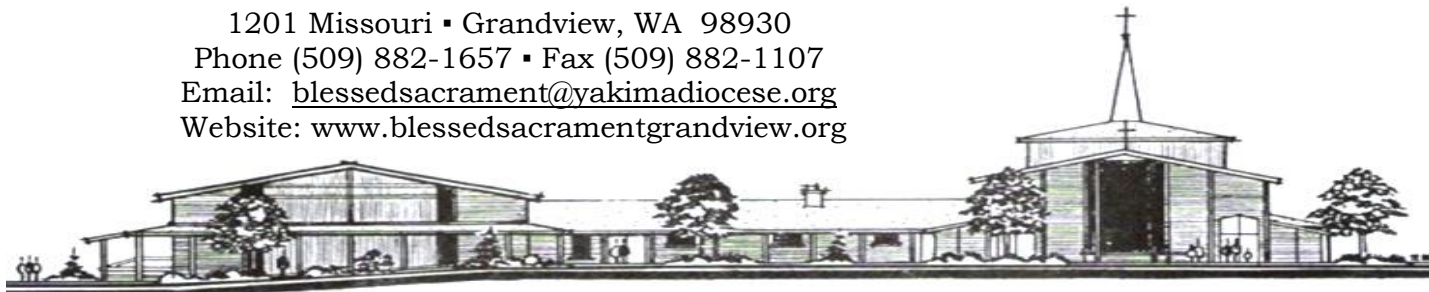 1201 Missouri ▪ Grandview, WA  98930
Phone (509) 882-1657 ▪ Fax (509) 882-1107
Email:  blessedsacrament@yakimadiocese.org
Website: www.blessedsacramentgrandview.org